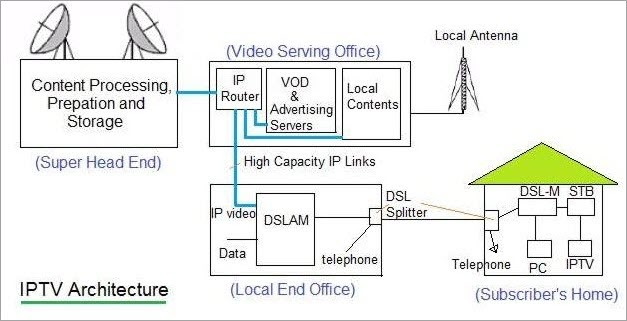 Local Antenna
(Video Serving Office)
Content Processing,
Prepation and
Storage
(Super Head End)
IP
Router
VOD
&
Advertising
Servers
Local
Contents
High Capacity IP Links
IP video
DSLAM
Data
telephone
DSL
Splitter
(Local End Office)
DSL-M
STB
Telephone
PC
IPTV
(Subscriber's Home)
IPTV Architecture